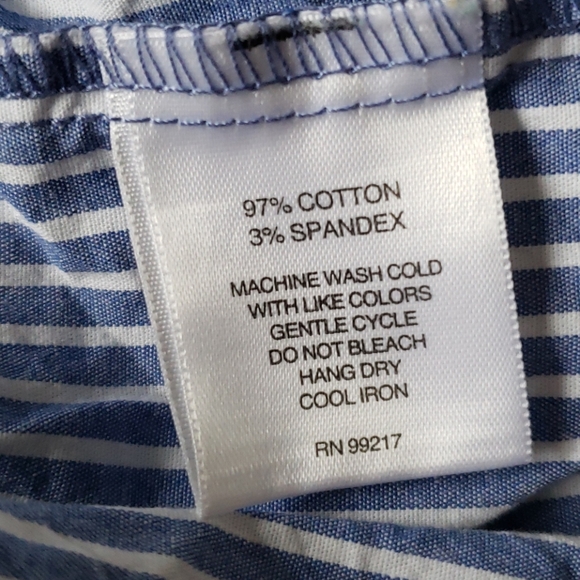 97% COTTON
3% SPANDEX
MACHINE WASH COLD
WITH LIKE COLORS
GENTLE CYCLE
DO NOT BLEACH
HANG DRY
COOL IRON
RN 99217